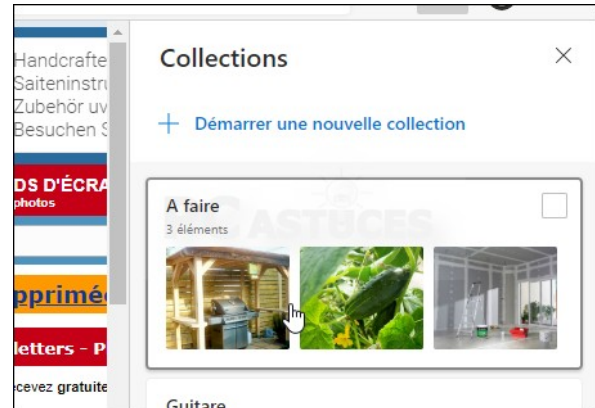 Handcrafte
Saiteninstru
Zubehör uv
Besuchen S
DS D'ÉCRA
photos
pprimé
letters - P
cevez gratuite
Collections
Démarrer une nouvelle collection
A faire
3 éléments
ASTUCES
Guitare